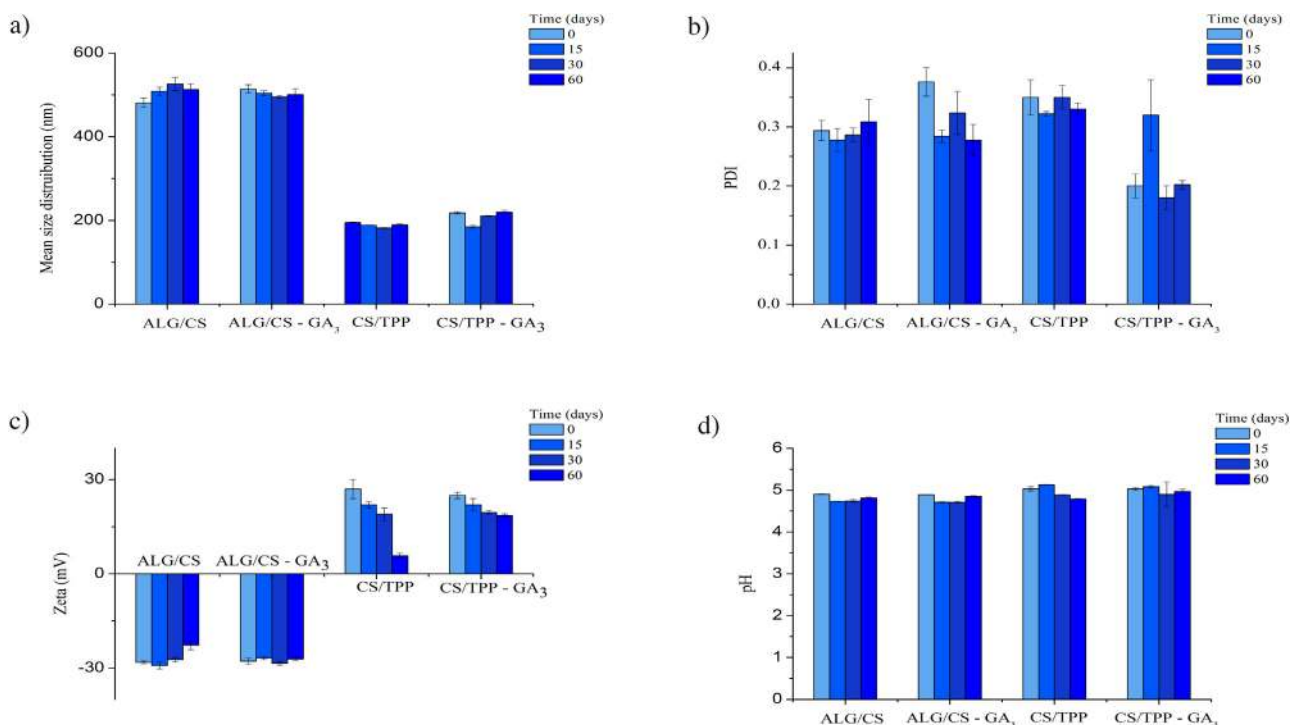 a)
Time (days)
0
15
30
60
600
400
200
0
Mean size distruibution (nm)
ALG/CS
ALG/CS - GA3
CS/TPP
CS/TPP - GA3
b)
Time (days)
0
15
30
60
0.4
0.3
0.2
0.1
0.0
PDI
ALG/CS
ALG/CS - GA3
CS/TPP
CS/TPP - GA3
c)
Time (days)
0
15
30
60
30
0
-30
Zeta (mV)
ALG/CS
ALG/CS - GA3
CS/TPP
CS/TPP - GA3
d)
Time (days)
0
15
30
60
6
5
4
3
2
1
0
pH
ALG/CS
ALG/CS - GA3
CS/TPP
CS/TPP - GA3